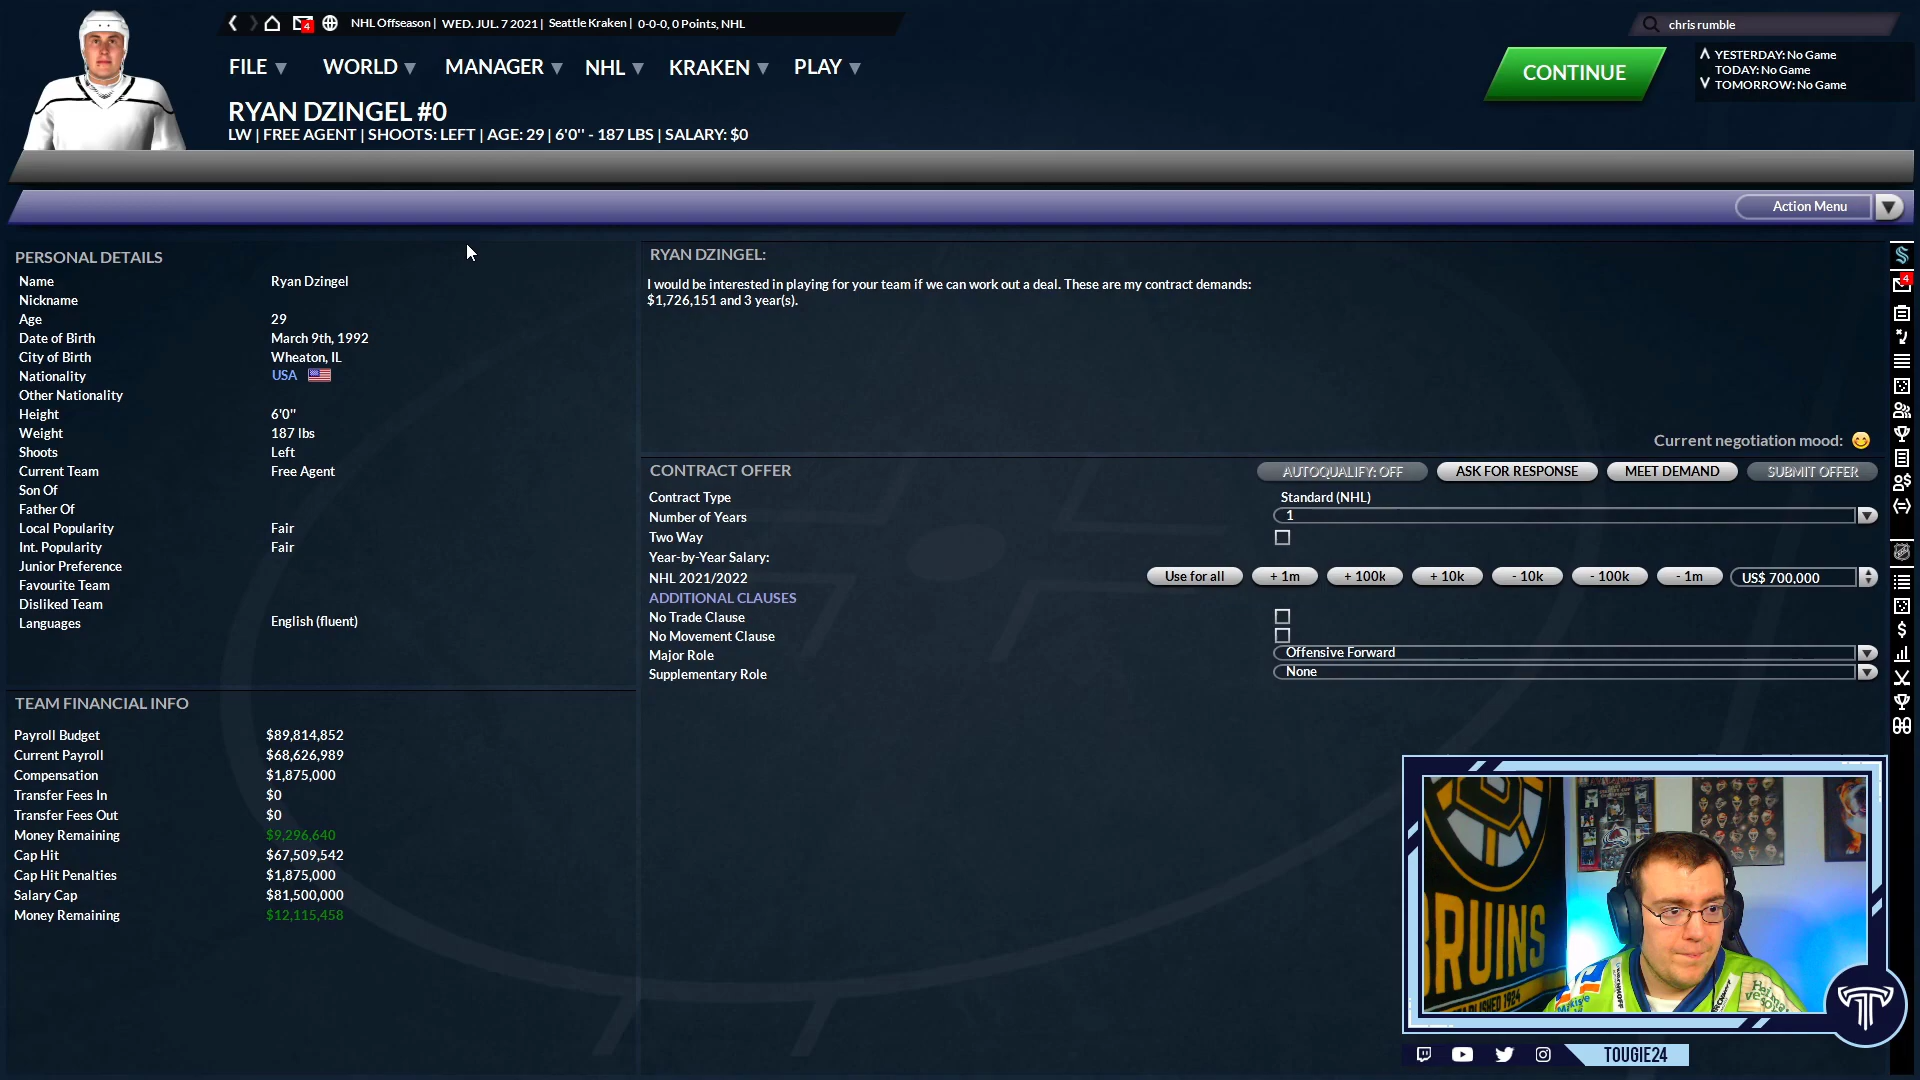 4
NHL Offseason | WED. JUL. 7 2021 | Seattle Kraken | 0-0-0, 0 Points, NHL
chris rumble
FILE
WORLD
MANAGER
NHL
KRAKEN
PLAY
CONTINUE
YESTERDAY: No Game
TODAY: No Game
TOMORROW: No Game
RYAN DZINGEL #0
LW | FREE AGENT | SHOOTS: LEFT | AGE: 29 | 6'0'' - 187 LBS | SALARY: $0
Action Menu
PERSONAL DETAILS
Name Ryan Dzingel
Nickname
Age 29
Date of Birth March 9th, 1992
City of Birth Wheaton, IL
Nationality USA
Other Nationality
Height 6'0''
Weight 187 lbs
Shoots Left
Current Team Free Agent
Son Of
Father Of
Local Popularity Fair
Int. Popularity Fair
Junior Preference
Favourite Team
Disliked Team
Languages English (fluent)
TEAM FINANCIAL INFO
Payroll Budget $89,814,852
Current Payroll $68,626,989
Compensation $1,875,000
Transfer Fees In $0
Transfer Fees Out $0
Money Remaining $9,296,640
Cap Hit $67,509,542
Cap Hit Penalties $1,875,000
Salary Cap $81,500,000
Money Remaining $12,115,458
RYAN DZINGEL:
I would be interested in playing for your team if we can work out a deal. These are my contract demands:
$1,726,151 and 3 year(s).
Current negotiation mood:
CONTRACT OFFER
AUTOQUALIFY: OFF
ASK FOR RESPONSE
MEET DEMAND
SUBMIT OFFER
Contract Type Standard (NHL)
Number of Years 1
Two Way
Year-by-Year Salary:
NHL 2021/2022 Use for all + 1m + 100k + 10k - 10k - 100k - 1m US$ 700,000
ADDITIONAL CLAUSES
No Trade Clause
No Movement Clause
Major Role Offensive Forward
Supplementary Role None
4
BRUINS
TOUGIE24